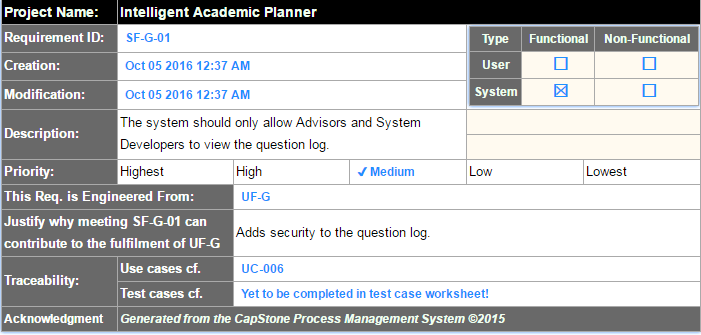 Project Name: Intelligent Academic Planner
Requirement ID: SF-G-01
Type Functional Non-Functional
Creation: Oct 05 2016 12:37 AM
User ☐ ☐
Modification: Oct 05 2016 12:37 AM
System ☒ ☐
Description: The system should only allow Advisors and System
Developers to view the question log.
Priority: Highest High ✓Medium Low Lowest
This Req. is Engineered From: UF-G
Justify why meeting SF-G-01 can
contribute to the fulfilment of UF-G
Adds security to the question log.
Traceability: Use cases cf. UC-006
Test cases cf. Yet to be completed in test case worksheet!
Acknowledgment Generated from the CapStone Process Management System ©2015